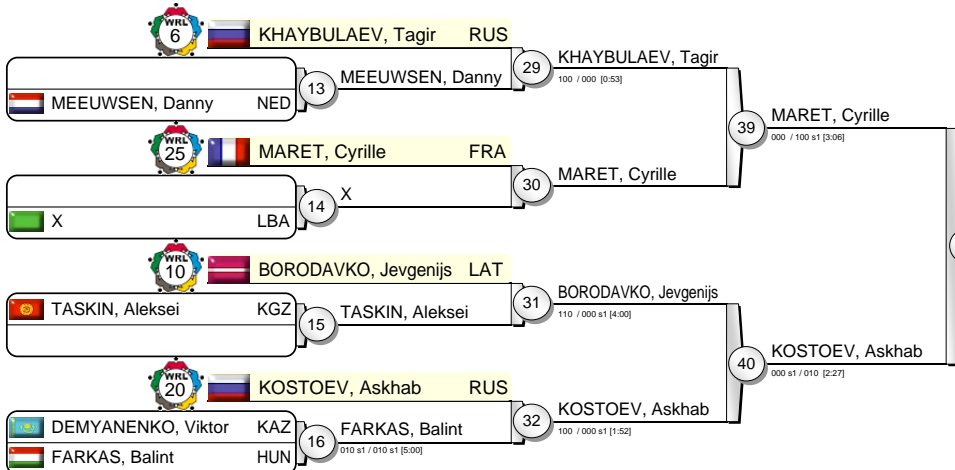 WRL
6
KHAYBULAEV, Tagir RUS
MEEUWSEN, Danny NED
13
MEEUWSEN, Danny
29
KHAYBULAEV, Tagir
100 / 000 [0:53]
WRL
25
MARET, Cyrille FRA
X LBA
14
X
30
MARET, Cyrille
39
MARET, Cyrille
000 / 100 s1 [3:06]
WRL
10
BORODAVKO, Jevgenijs LAT
TASKIN, Aleksei KGZ
15
TASKIN, Aleksei
31
BORODAVKO, Jevgenijs
110 / 000 s1 [4:00]
WRL
20
KOSTOEV, Askhab RUS
DEMYANENKO, Viktor KAZ
FARKAS, Balint HUN
16
FARKAS, Balint
010 s1 / 010 s1 [5:00]
32
KOSTOEV, Askhab
100 / 000 s1 [1:52]
40
KOSTOEV, Askhab
000 s1 / 010 [2:27]